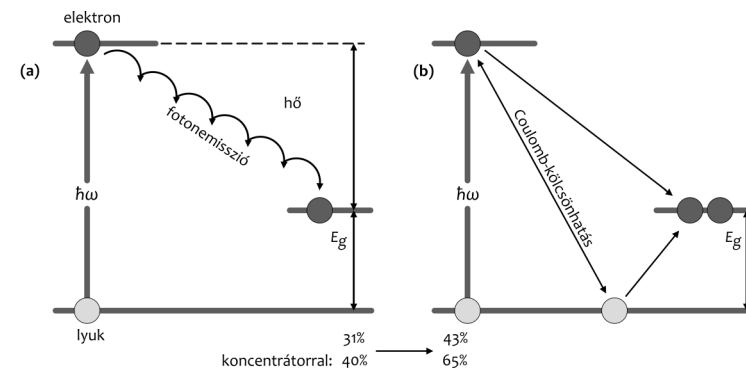 elektron
(a)
hő
fotonemisszió
ħω
Eg
lyuk
(b)
Coulomb-kölcsönhatás
ħω
Eg
31% 43%
koncentrátorral: 40% 65%